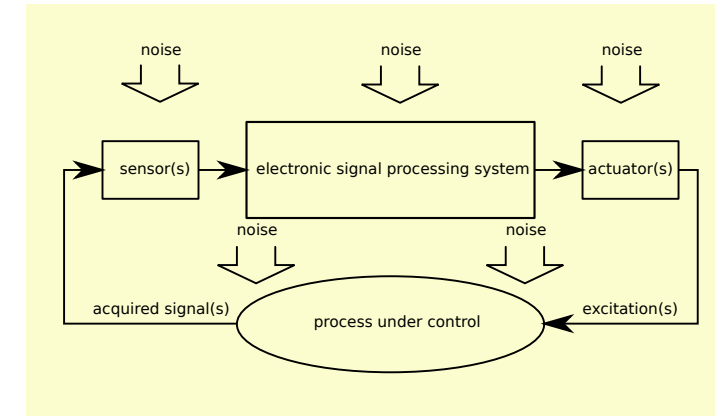 noise
noise
noise
sensor(s)
electronic signal processing system
actuator(s)
noise
noise
acquired signal(s)
process under control
excitation(s)